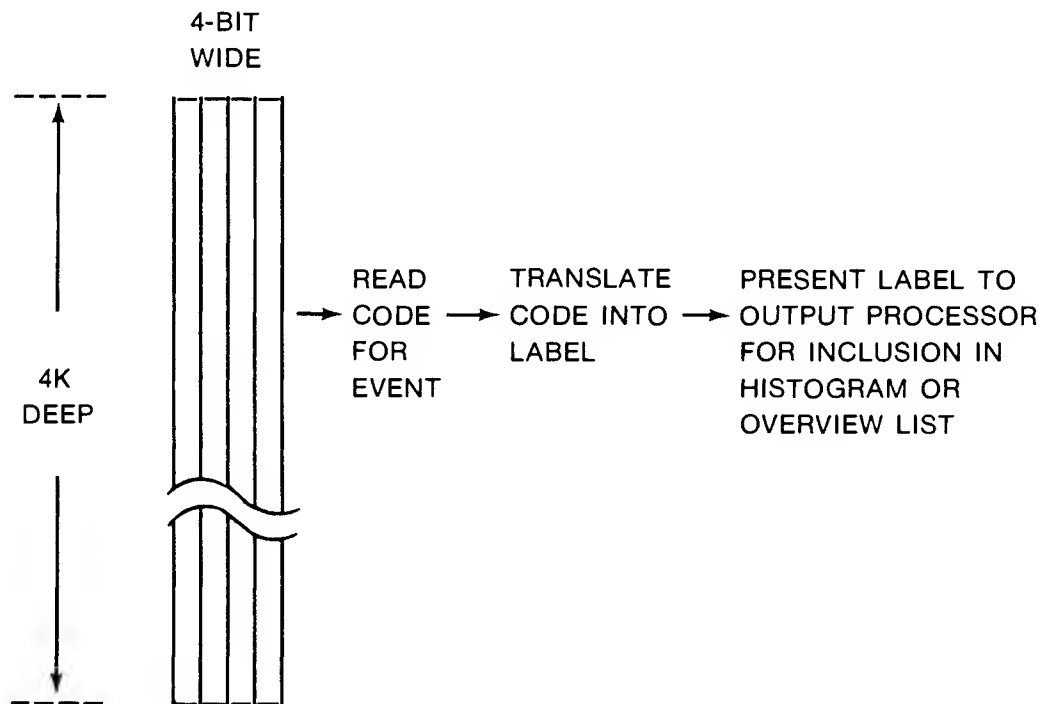 4-BIT
WIDE
4K
DEEP
READ
CODE
FOR
EVENT
TRANSLATE
CODE INTO
LABEL
PRESENT LABEL TO
OUTPUT PROCESSOR
FOR INCLUSION IN
HISTOGRAM OR
OVERVIEW LIST